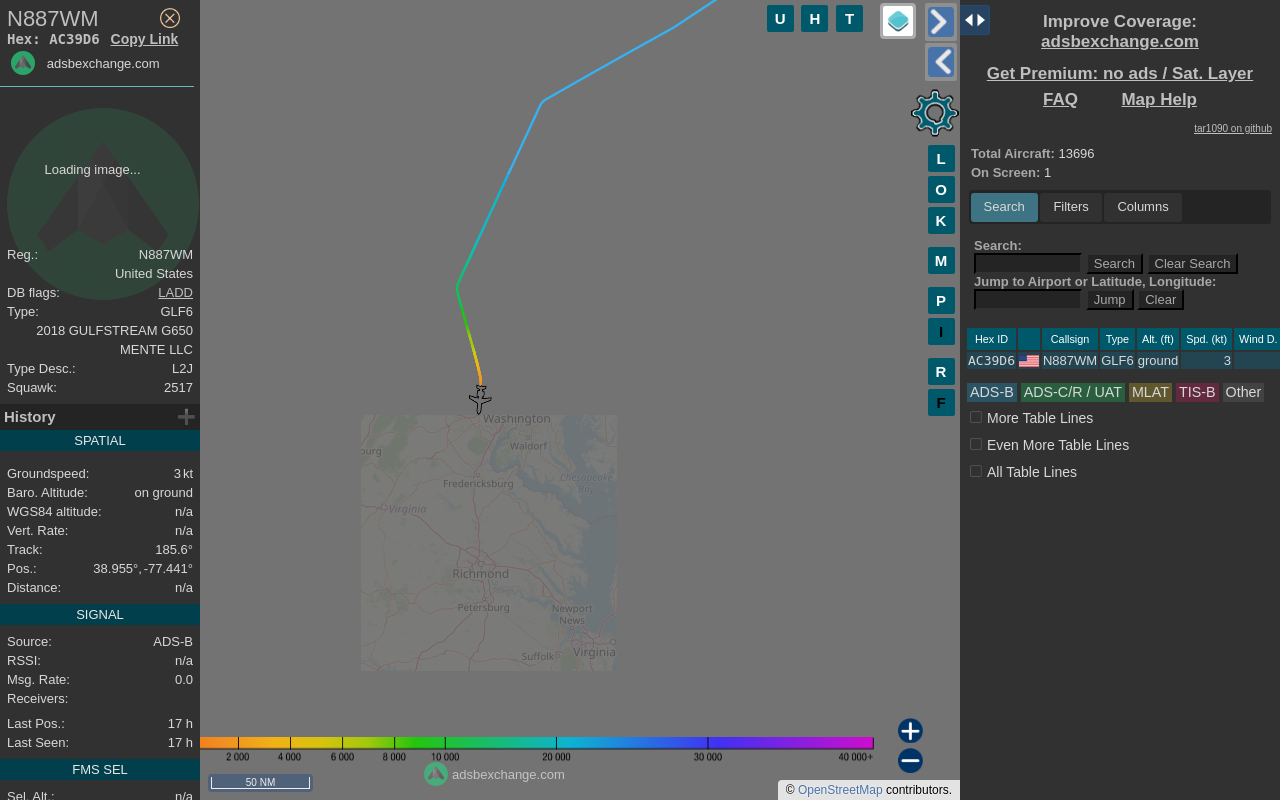 N887WM
Hex: AC39D6 Copy Link
adsbexchange.com
Loading image...
Reg.: N887WM
United States
DB flags: LADD
Type: GLF6
2018 GULFSTREAM G650
MENTE LLC
Type Desc.: L2J
Squawk: 2517
History
SPATIAL
Groundspeed: 3 kt
Baro. Altitude: on ground
WGS84 altitude: n/a
Vert. Rate: n/a
Track: 185.6°
Pos.: 38.955°, -77.441°
Distance: n/a
SIGNAL
Source: ADS-B
RSSI: n/a
Msg. Rate: 0.0
Receivers:
Last Pos.: 17 h
Last Seen: 17 h
FMS SEL
Sel. Alt.: n/a
U H T
L
O
K
M
P
I
R
F
Washington
burg
Waldorf
Fredericksburg
Chesapeake
Bay
Virginia
Richmond
Petersburg
Newport
News
Suffolk
Virginia
2 000 4 000 6 000 8 000 10 000 20 000 30 000 40 000+
50 NM
adsbexchange.com
© OpenStreetMap contributors.
Improve Coverage:
adsbexchange.com
Get Premium: no ads / Sat. Layer
FAQ Map Help
tar1090 on github
Total Aircraft: 13696
On Screen: 1
Search Filters Columns
Search:
Search Clear Search
Jump to Airport or Latitude, Longitude:
Jump Clear
Hex ID Callsign Type Alt. (ft) Spd. (kt) Wind D.
AC39D6 N887WM GLF6 ground 3
ADS-B ADS-C/R / UAT MLAT TIS-B Other
More Table Lines
Even More Table Lines
All Table Lines